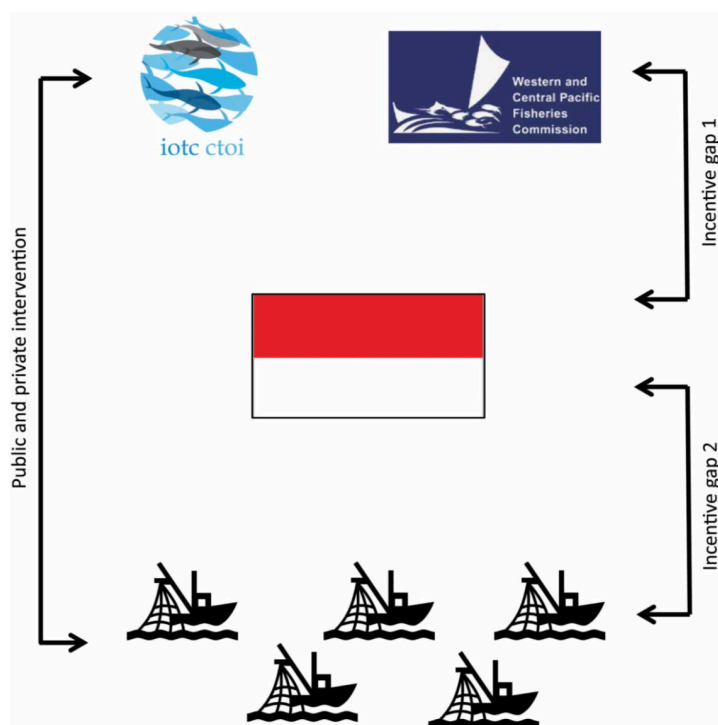 iotc ctoi
Western and
Central Pacific
Fisheries
Commission
Public and private intervention
Incentive gap 1
Incentive gap 2